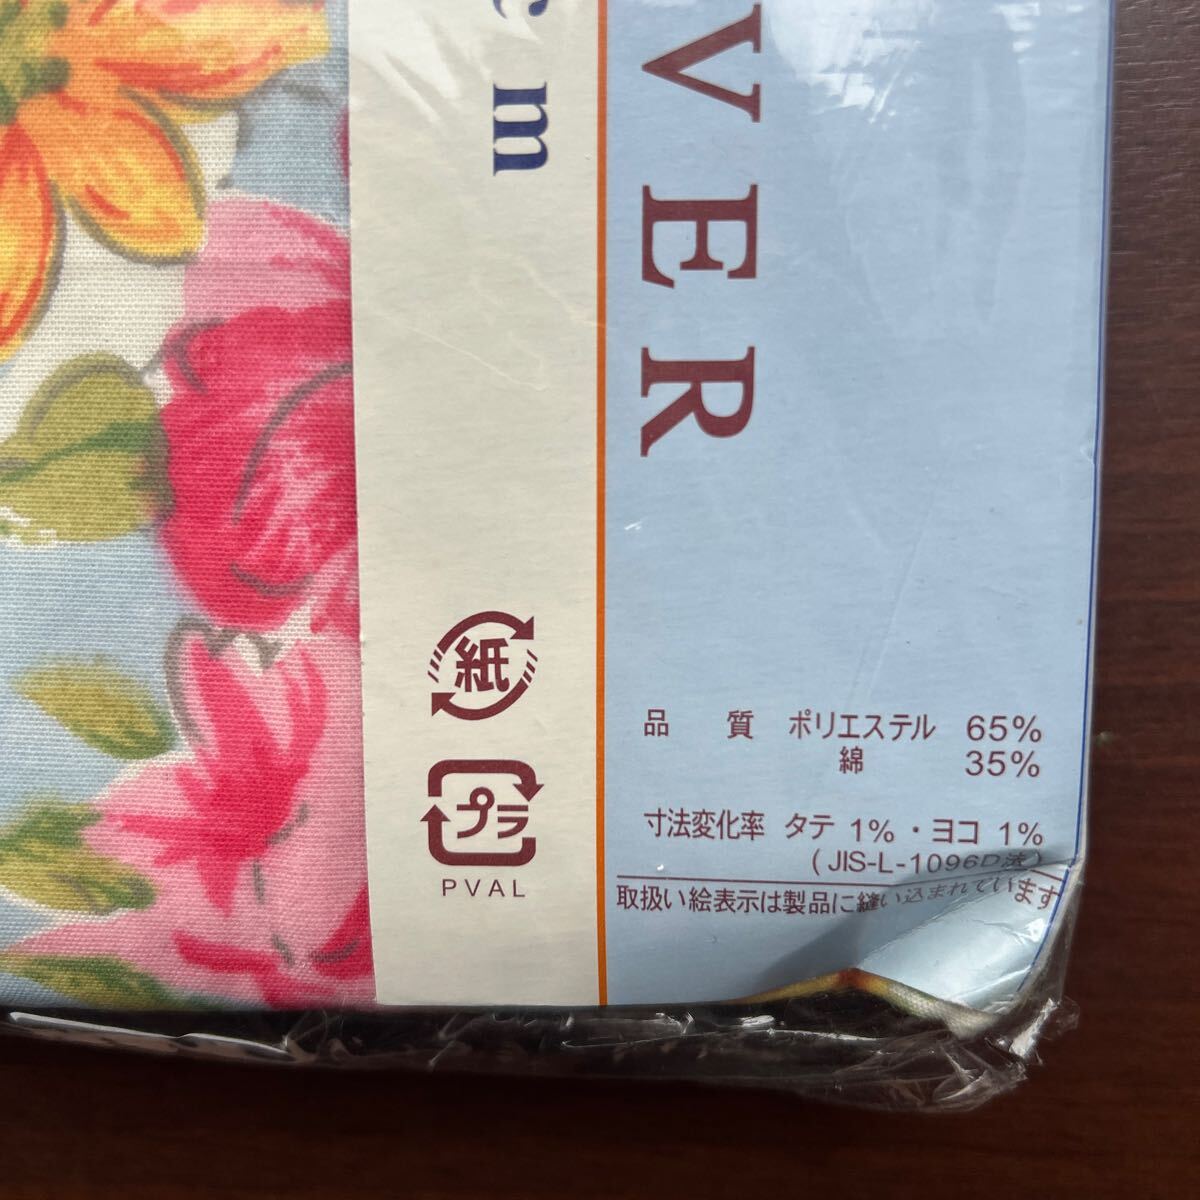 VER
m
紙
プラ
PVAL
品 質 ポリエステル 65%
綿 35%
寸法変化率 タテ 1%・ヨコ 1%
(JIS-L-1096D法)
取扱い絵表示は製品に縫い込まれています